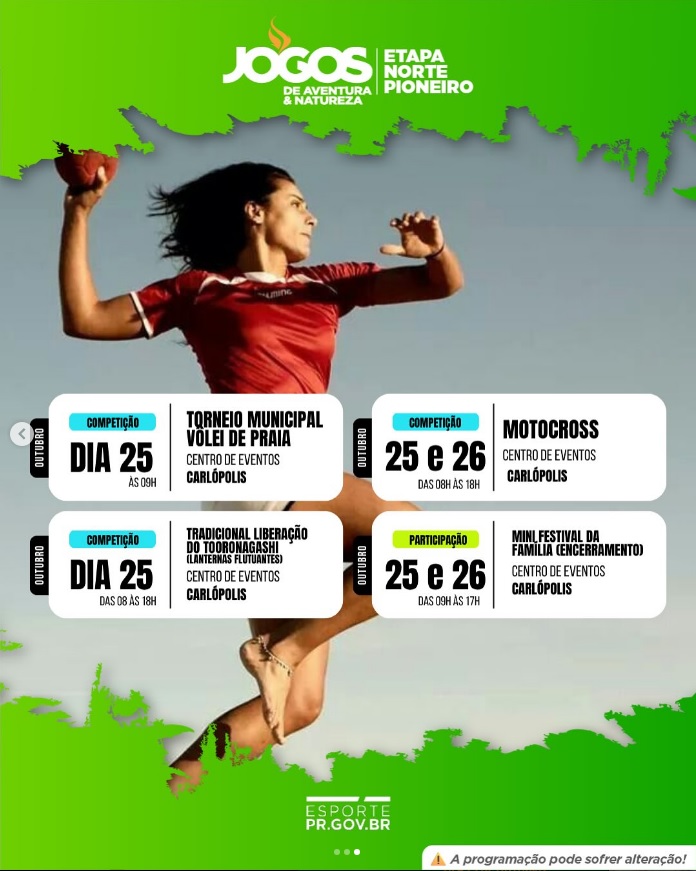 JOGOS
DE AVENTURA
& NATUREZA
ETAPA
NORTE
PIONEIRO
OUTUBRO
COMPETIÇÃO
DIA 25
ÀS 09H
TORNEIO MUNICIPAL
VÔLEI DE PRAIA
CENTRO DE EVENTOS
CARLÓPOLIS
OUTUBRO
COMPETIÇÃO
25 e 26
DAS 08H ÀS 18H
MOTOCROSS
CENTRO DE EVENTOS
CARLÓPOLIS
OUTUBRO
COMPETIÇÃO
DIA 25
DAS 08 ÀS 18H
TRADICIONAL LIBERAÇÃO
DO TOORONAGASHI
(LANTERNAS FLUTUANTES)
CENTRO DE EVENTOS
CARLÓPOLIS
OUTUBRO
PARTICIPAÇÃO
25 e 26
DAS 09H ÀS 17H
MINI FESTIVAL DA
FAMÍLIA (ENCERRAMENTO)
CENTRO DE EVENTOS
CARLÓPOLIS
ESPORTE
PR.GOV.BR
A programação pode sofrer alteração!